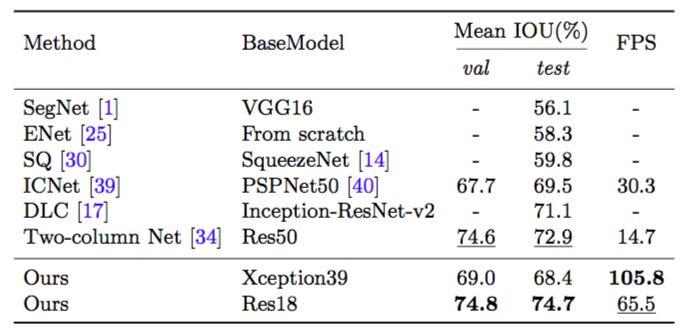 Method BaseModel Mean IOU(%) FPS
val test
SegNet [1] VGG16 - 56.1 -
ENet [25] From scratch - 58.3 -
SQ [30] SqueezeNet [14] - 59.8 -
ICNet [39] PSPNet50 [40] 67.7 69.5 30.3
DLC [17] Inception-ResNet-v2 - 71.1 -
Two-column Net [34] Res50 74.6 72.9 14.7
Ours Xception39 69.0 68.4 105.8
Ours Res18 74.8 74.7 65.5